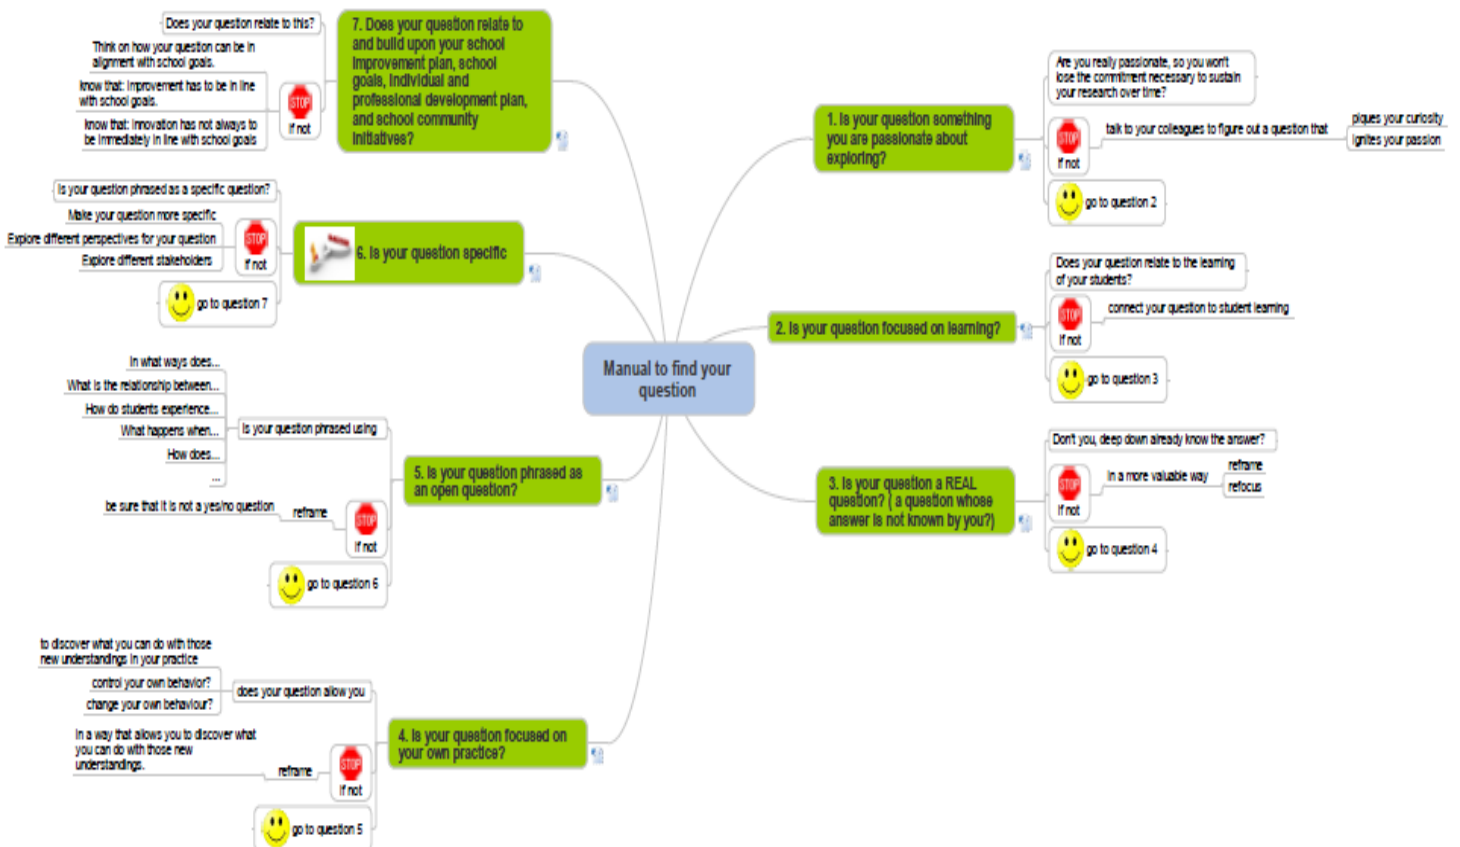 Manual to find your
question
1. Is your question something
you are passionate about
exploring?
Are you really passionate, so you won't
lose the commitment necessary to sustain
your research over time?
STOP
If not
talk to your colleagues to figure out a question that
piques your curiosity
ignites your passion
go to question 2
2. Is your question focused on learning?
Does your question relate to the learning
of your students?
STOP
If not
connect your question to student learning
go to question 3
3. Is your question a REAL
question? ( a question whose
answer is not known by you?)
Don't you, deep down already know the answer?
STOP
If not
In a more valuable way
reframe
refocus
go to question 4
4. Is your question focused on
your own practice?
does your question allow you
to discover what you can do with those
new understandings in your practice
control your own behavior?
change your own behaviour?
STOP
If not
reframe
In a way that allows you to discover what
you can do with those new
understandings.
go to question 5
5. Is your question phrased as
an open question?
Is your question phrased using
In what ways does...
What is the relationship between...
How do students experience...
What happens when...
How does...
...
STOP
If not
reframe
be sure that it is not a yes/no question
go to question 6
6. Is your question specific
Is your question phrased as a specific question?
STOP
If not
Make your question more specific
Explore different perspectives for your question
Explore different stakeholders
go to question 7
7. Does your question relate to
and build upon your school
improvement plan, school
goals, individual and
professional development plan,
and school community
initiatives?
Does your question relate to this?
STOP
If not
Think on how your question can be in
alignment with school goals.
know that: Improvement has to be in line
with school goals.
know that: Innovation has not always to
be immediately in line with school goals